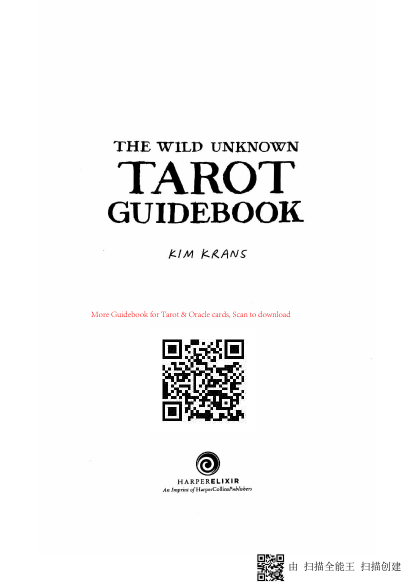 THE WILD UNKNOWN
TAROT
GUIDEBOOK
KIM KRANS
More Guidebook for Tarot & Oracle cards, Scan to download
HARPERELIXIR
An Imprint of HarperCollinsPublishers
由 扫描全能王 扫描创建